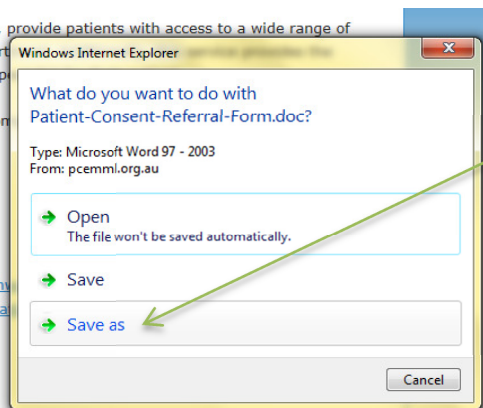 provide patients with access to a wide range of
Windows Internet Explorer
What do you want to do with
Patient-Consent-Referral-Form.doc?
Type: Microsoft Word 97 - 2003
From: pcemml.org.au
Open
The file won't be saved automatically.
Save
Save as
Cancel